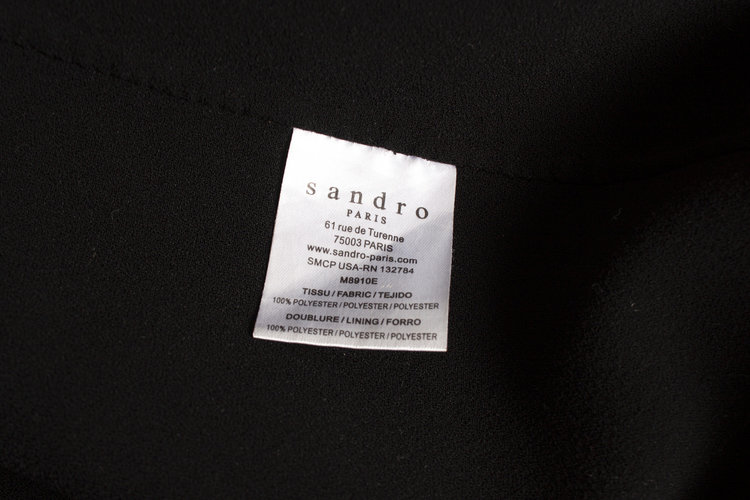 sandro
PARIS
61 rue de Turenne
75003 PARIS
www.sandro-paris.com
SMCP USA-RN 132784
M8910E
TISSU / FABRIC / TEJIDO
100% POLYESTER / POLYESTER / POLYESTER
DOUBLURE / LINING / FORRO
100% POLYESTER / POLYESTER / POLYESTER